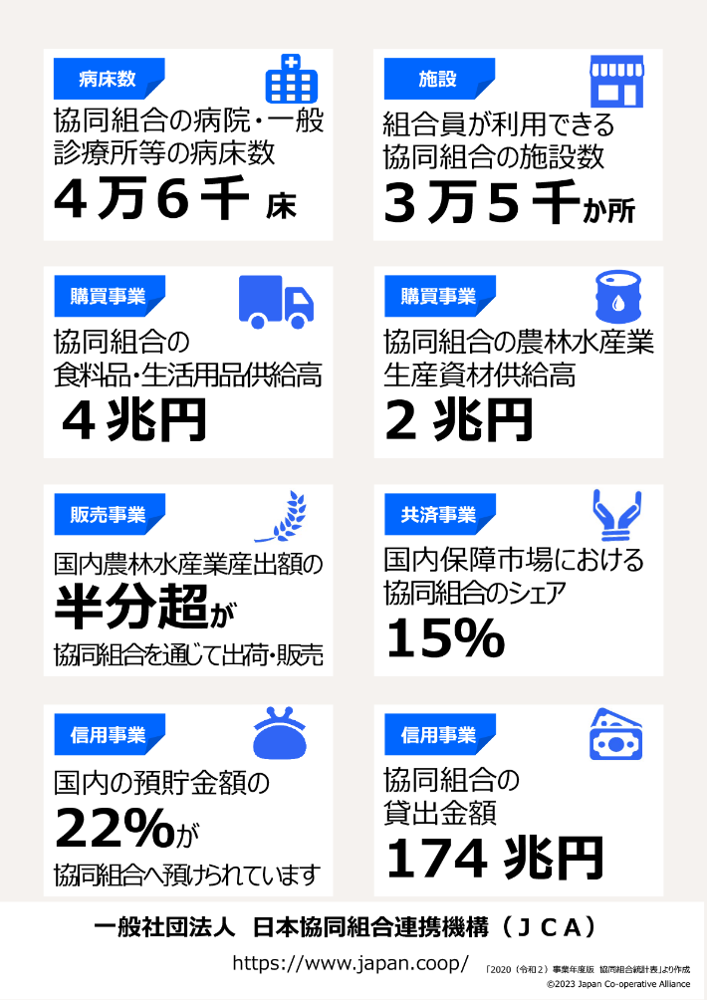 病床数
協同組合の病院・一般
診療所等の病床数
４万６千 床
施設
組合員が利用できる
協同組合の施設数
３万５千か所
購買事業
協同組合の
食料品・生活用品供給高
４兆円
購買事業
協同組合の農林水産業
生産資材供給高
２兆円
販売事業
国内農林水産業産出額の
半分超が
協同組合を通じて出荷・販売
共済事業
国内保障市場における
協同組合のシェア
15%
信用事業
国内の預貯金額の
22%が
協同組合へ預けられています
信用事業
協同組合の
貸出金額
174 兆円
一般社団法人 日本協同組合連携機構（ＪＣＡ）
https://www.japan.coop/
「2020（令和２）事業年度版 協同組合統計表」より作成
©2023 Japan Co-operative Alliance